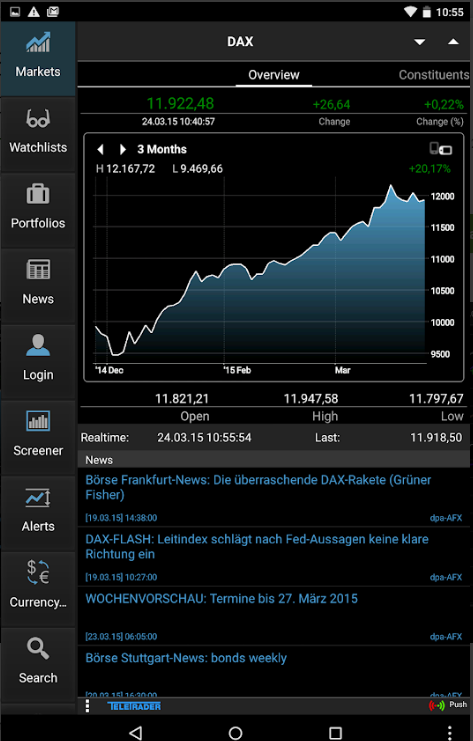 10:55
Markets
Watchlists
Portfolios
News
Login
Screener
Alerts
Currency...
Search
DAX
Overview Constituents
11.922,48 +26,64 +0,22%
24.03.15 10:40:57 Change Change (%)
3 Months
H 12.167,72 L 9.469,66 +20,17%
12000
11500
11000
10500
10000
9500
'14 Dec '15 Feb Mar
11.821,21 11.947,58 11.797,67
Open High Low
Realtime: 24.03.15 10:55:54 Last: 11.918,50
News
Börse Frankfurt-News: Die überraschende DAX-Rakete (Grüner
Fisher)
[19.03.15] 14:38:00 dpa-AFX
DAX-FLASH: Leitindex schlägt nach Fed-Aussagen keine klare
Richtung ein
[19.03.15] 10:27:00 dpa-AFX
WOCHENVORSCHAU: Termine bis 27. März 2015
[23.03.15] 06:05:00 dpa-AFX
Börse Stuttgart-News: bonds weekly
[20.03.15] 16:30:00 dpa-AFX
TELETRADER Push